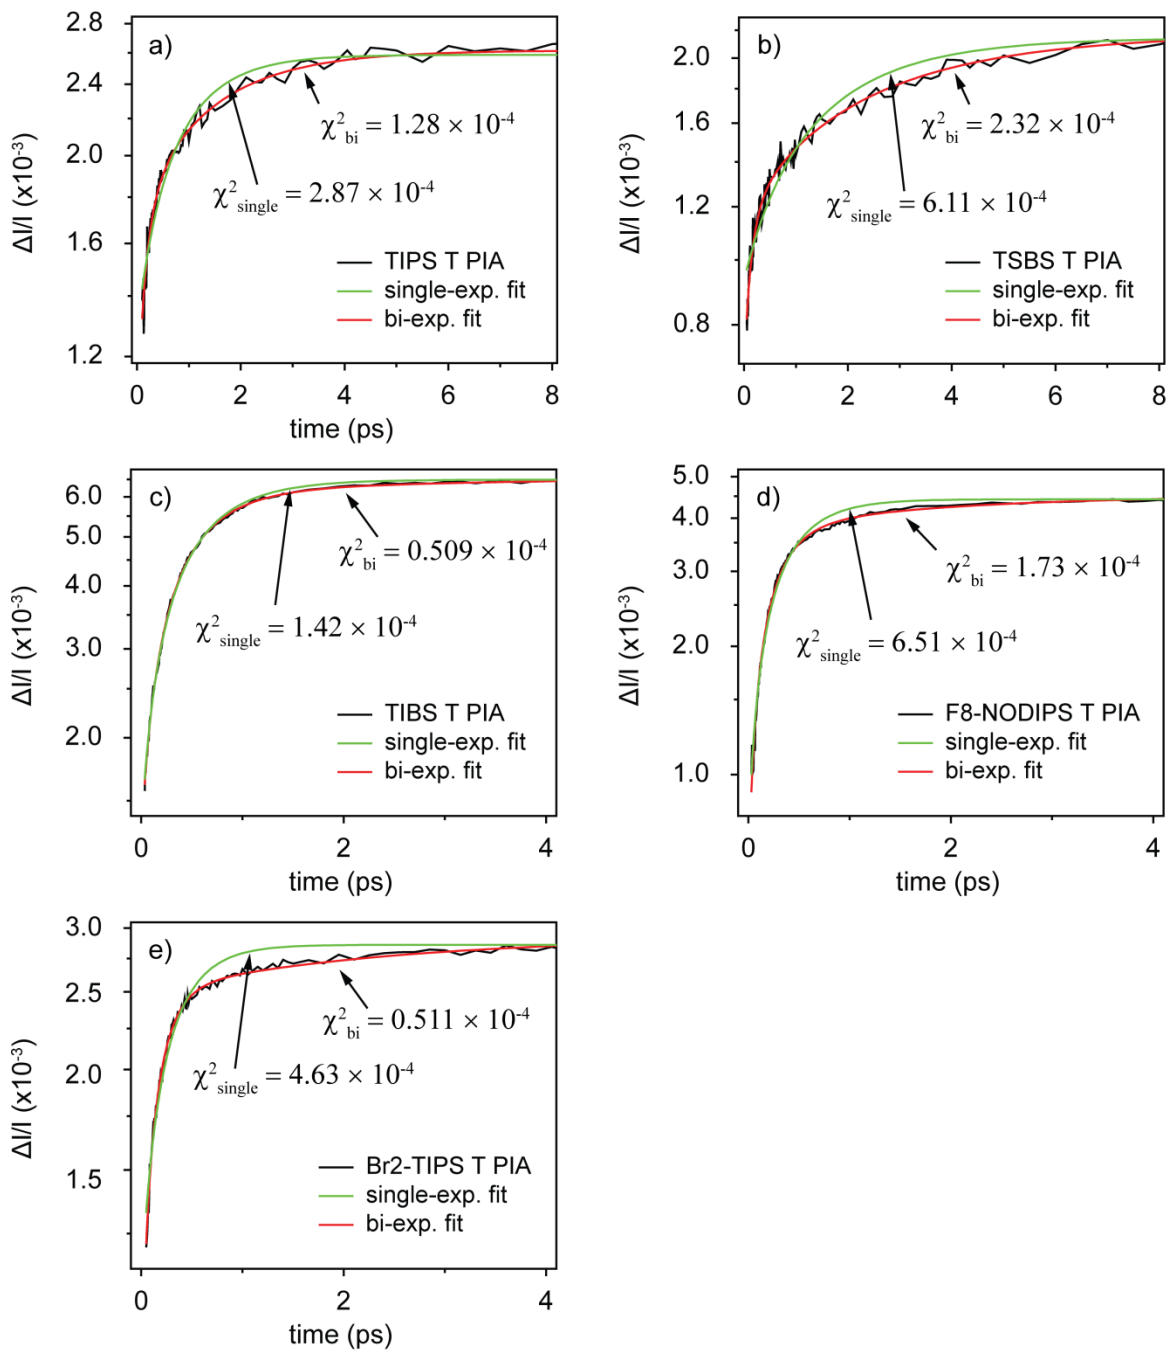 a)
2.8
2.4
2.0
1.6
1.2
ΔI/I (x10⁻³)
χ²bi = 1.28 × 10⁻⁴
χ²single = 2.87 × 10⁻⁴
TIPS T PIA
single-exp. fit
bi-exp. fit
0 2 4 6 8
time (ps)
b)
2.0
1.6
1.2
0.8
ΔI/I (x10⁻³)
χ²bi = 2.32 × 10⁻⁴
χ²single = 6.11 × 10⁻⁴
TSBS T PIA
single-exp. fit
bi-exp. fit
0 2 4 6 8
time (ps)
c)
6.0
5.0
4.0
3.0
2.0
ΔI/I (x10⁻³)
χ²bi = 0.509 × 10⁻⁴
χ²single = 1.42 × 10⁻⁴
TIBS T PIA
single-exp. fit
bi-exp. fit
0 2 4
time (ps)
d)
5.0
4.0
3.0
2.0
1.0
ΔI/I (x10⁻³)
χ²bi = 1.73 × 10⁻⁴
χ²single = 6.51 × 10⁻⁴
F8-NODIPS T PIA
single-exp. fit
bi-exp. fit
0 2 4
time (ps)
e)
3.0
2.5
2.0
1.5
ΔI/I (x10⁻³)
χ²bi = 0.511 × 10⁻⁴
χ²single = 4.63 × 10⁻⁴
Br2-TIPS T PIA
single-exp. fit
bi-exp. fit
0 2 4
time (ps)